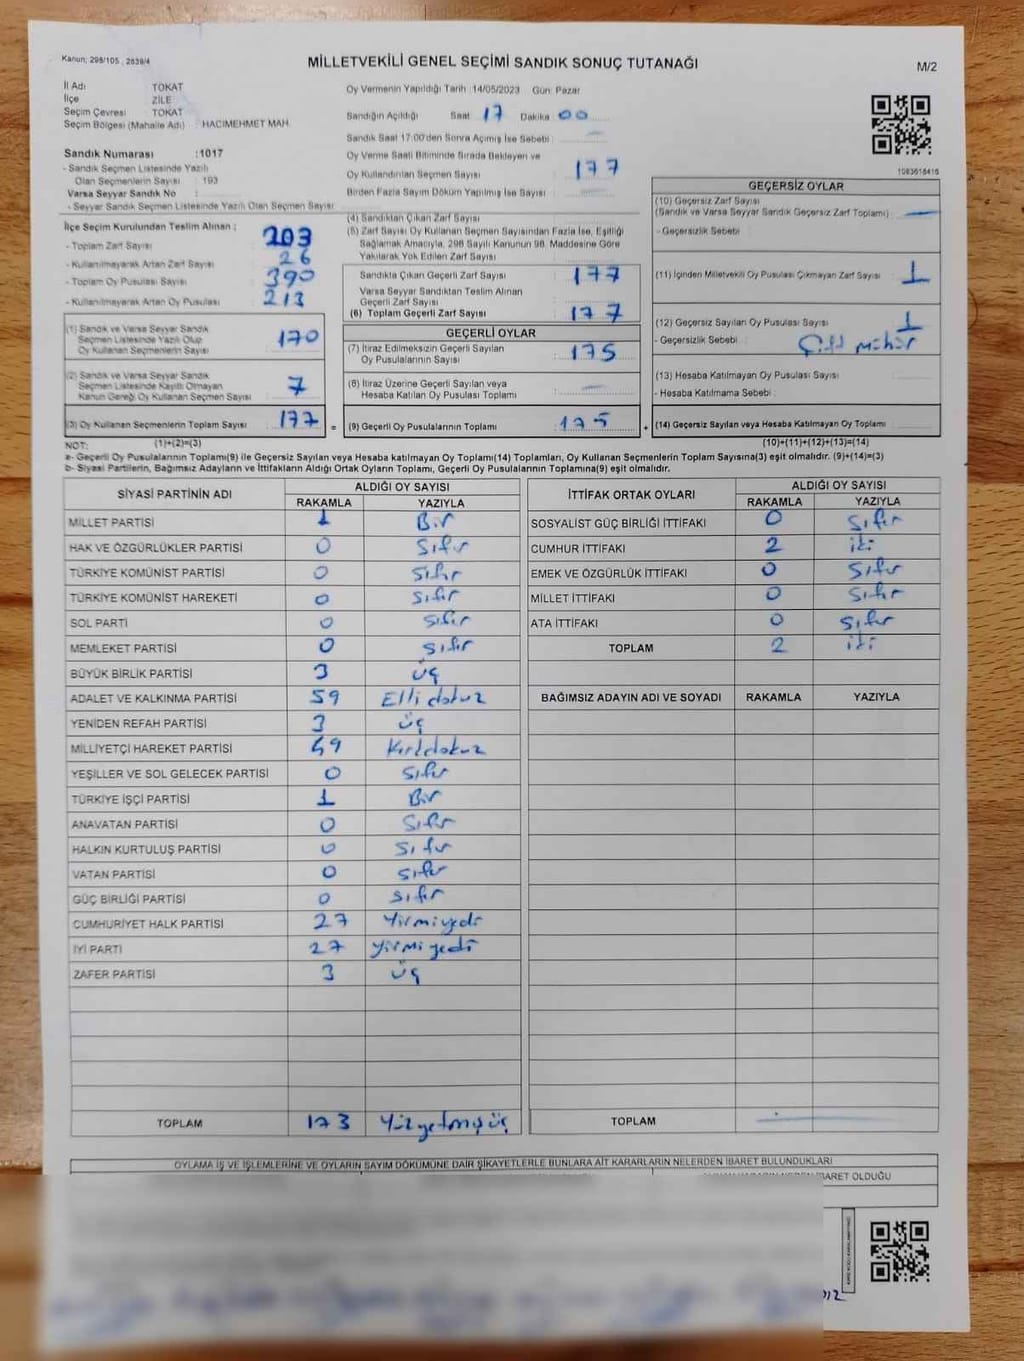 Kanun; 298/105 , 2839/4
MİLLETVEKİLİ GENEL SEÇİMİ SANDIK SONUÇ TUTANAĞI
M/2
İl Adı TOKAT
İlçe ZİLE
Seçim Çevresi TOKAT
Seçim Bölgesi (Mahalle Adı) : HACIMEHMET MAH.
Sandık Numarası :1017
- Sandık Seçmen Listesinde Yazılı
Olan Seçmenlerin Sayısı : 193
Varsa Seyyar Sandık No :
- Seyyar Sandık Seçmen Listesinde Yazılı Olan Seçmen Sayısı:
Oy Vermenin Yapıldığı Tarih :14/05/2023 Gün: Pazar
Sandığın Açıldığı Saat 17 Dakika 00
Sandık Saat 17:00'den Sonra Açılmış İse Sebebi : —
Oy Verme Saati Bitiminde Sırada Bekleyen ve
Oy Kullandırılan Seçmen Sayısı 177
Birden Fazla Sayım Döküm Yapılmış İse Sayısı : —
İlçe Seçim Kurulundan Teslim Alınan ;
- Toplam Zarf Sayısı 203
- Kullanılmayarak Artan Zarf Sayısı 26
- Toplam Oy Pusulası Sayısı 390
- Kullanılmayarak Artan Oy Pusulası 213
(1) Sandık ve Varsa Seyyar Sandık
Seçmen Listesinde Yazılı Olup
Oy Kullanan Seçmenlerin Sayısı 170
(2) Sandık ve Varsa Seyyar Sandık
Seçmen Listesinde Kayıtlı Olmayan
Kanun Gereği Oy Kullanan Seçmen Sayısı 7
(3) Oy Kullanan Seçmenlerin Toplam Sayısı 177
(4) Sandıktan Çıkan Zarf Sayısı
(5) Zarf Sayısı Oy Kullanan Seçmen Sayısından Fazla İse, Eşitliği
Sağlamak Amacıyla, 298 Sayılı Kanunun 98. Maddesine Göre
Yakılarak Yok Edilen Zarf Sayısı
Sandıkta Çıkan Geçerli Zarf Sayısı 177
Varsa Seyyar Sandıktan Teslim Alınan
Geçerli Zarf Sayısı
(6) Toplam Geçerli Zarf Sayısı : 177
GEÇERLİ OYLAR
(7) İtiraz Edilmeksizin Geçerli Sayılan
Oy Pusulalarının Sayısı : 175
(8) İtiraz Üzerine Geçerli Sayılan veya
Hesaba Katılan Oy Pusulası Toplamı : —
= (9) Geçerli Oy Pusulalarının Toplamı : 175
1083618416
GEÇERSİZ OYLAR
(10) Geçersiz Zarf Sayısı
(Sandık ve Varsa Seyyar Sandık Geçersiz Zarf Toplamı) : —
- Geçersizlik Sebebi :
(11) İçinden Milletvekili Oy Pusulası Çıkmayan Zarf Sayısı : 1
(12) Geçersiz Sayılan Oy Pusulası Sayısı 1
- Geçersizlik Sebebi : Çift mühür
(13) Hesaba Katılmayan Oy Pusulası Sayısı :
- Hesaba Katılmama Sebebi :
+ (14) Geçersiz Sayılan veya Hesaba Katılmayan Oy Toplamı :
NOT: (1)+(2)=(3) (10)+(11)+(12)+(13)=(14)
a- Geçerli Oy Pusulalarının Toplamı(9) ile Geçersiz Sayılan veya Hesaba katılmayan Oy Toplamı(14) Toplamları, Oy Kullanan Seçmenlerin Toplam Sayısına(3) eşit olmalıdır. (9)+(14)=(3)
b- Siyasi Partilerin, Bağımsız Adayların ve İttifakların Aldığı Ortak Oyların Toplamı, Geçerli Oy Pusulalarının Toplamına(9) eşit olmalıdır.
SİYASİ PARTİNİN ADI ALDIĞI OY SAYISI
RAKAMLA YAZIYLA
MİLLET PARTİSİ 1 Bir
HAK VE ÖZGÜRLÜKLER PARTİSİ 0 Sıfır
TÜRKİYE KOMÜNİST PARTİSİ 0 Sıfır
TÜRKİYE KOMÜNİST HAREKETİ 0 Sıfır
SOL PARTİ 0 Sıfır
MEMLEKET PARTİSİ 0 Sıfır
BÜYÜK BİRLİK PARTİSİ 3 üç
ADALET VE KALKINMA PARTİSİ 59 Elli dokuz
YENİDEN REFAH PARTİSİ 3 üç
MİLLİYETÇİ HAREKET PARTİSİ 49 Kırkdokuz
YEŞİLLER VE SOL GELECEK PARTİSİ 0 Sıfır
TÜRKİYE İŞÇİ PARTİSİ 1 Bir
ANAVATAN PARTİSİ 0 Sıfır
HALKIN KURTULUŞ PARTİSİ 0 Sıfır
VATAN PARTİSİ 0 Sıfır
GÜÇ BİRLİĞİ PARTİSİ 0 Sıfır
CUMHURİYET HALK PARTİSİ 27 Yirmiyedi
İYİ PARTİ 27 yirmi yedi
ZAFER PARTİSİ 3 üç
TOPLAM 173 Yüzyetmişüç
İTTİFAK ORTAK OYLARI ALDIĞI OY SAYISI
RAKAMLA YAZIYLA
SOSYALİST GÜÇ BİRLİĞİ İTTİFAKI 0 Sıfır
CUMHUR İTTİFAKI 2 iki
EMEK VE ÖZGÜRLÜK İTTİFAKI 0 Sıfır
MİLLET İTTİFAKI 0 Sıfır
ATA İTTİFAKI 0 Sıfır
TOPLAM 2 iki
BAĞIMSIZ ADAYIN ADI VE SOYADI RAKAMLA YAZIYLA
TOPLAM —
OYLAMA İŞ VE İŞLEMLERİNE VE OYLARIN SAYIM DÖKÜMÜNE DAİR ŞİKAYETLERLE BUNLARA AİT KARARLARIN NELERDEN İBARET BULUNDUKLARI
İBARET OLDUĞU